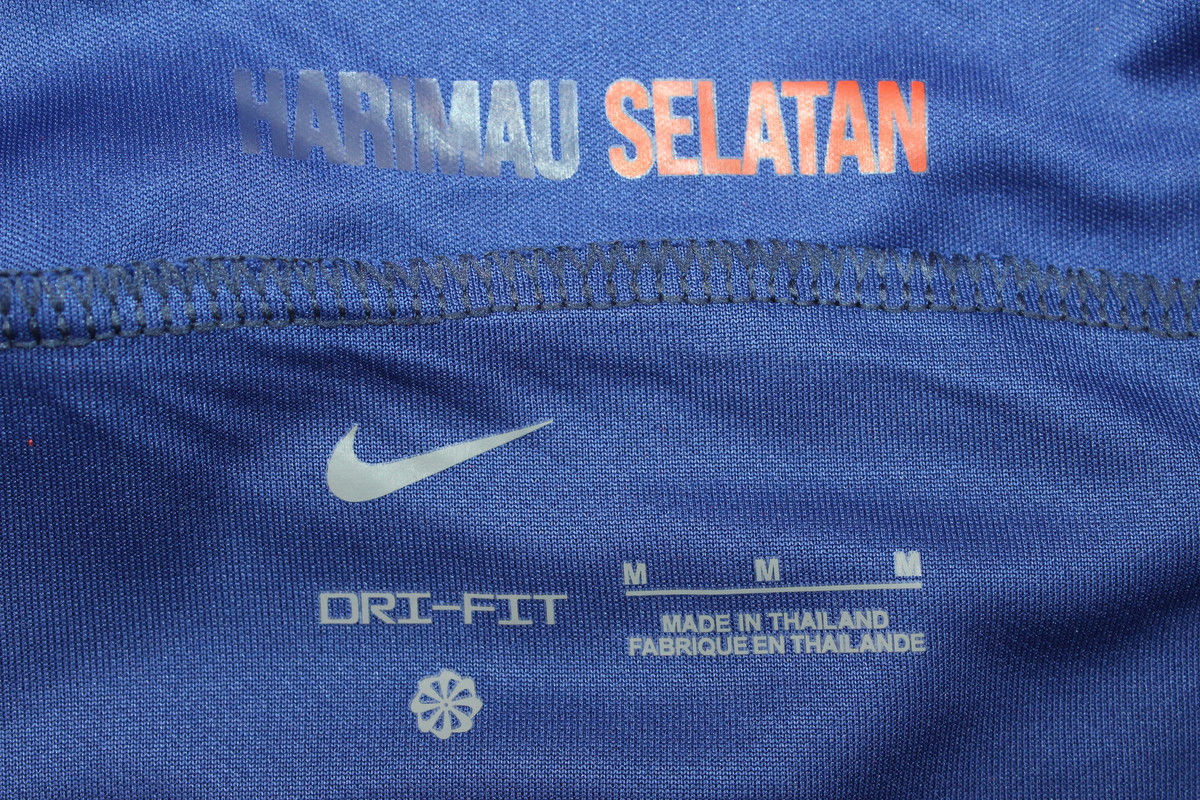 HARIMAU SELATAN
DRI-FIT
M M M
MADE IN THAILAND
FABRIQUE EN THAILANDE